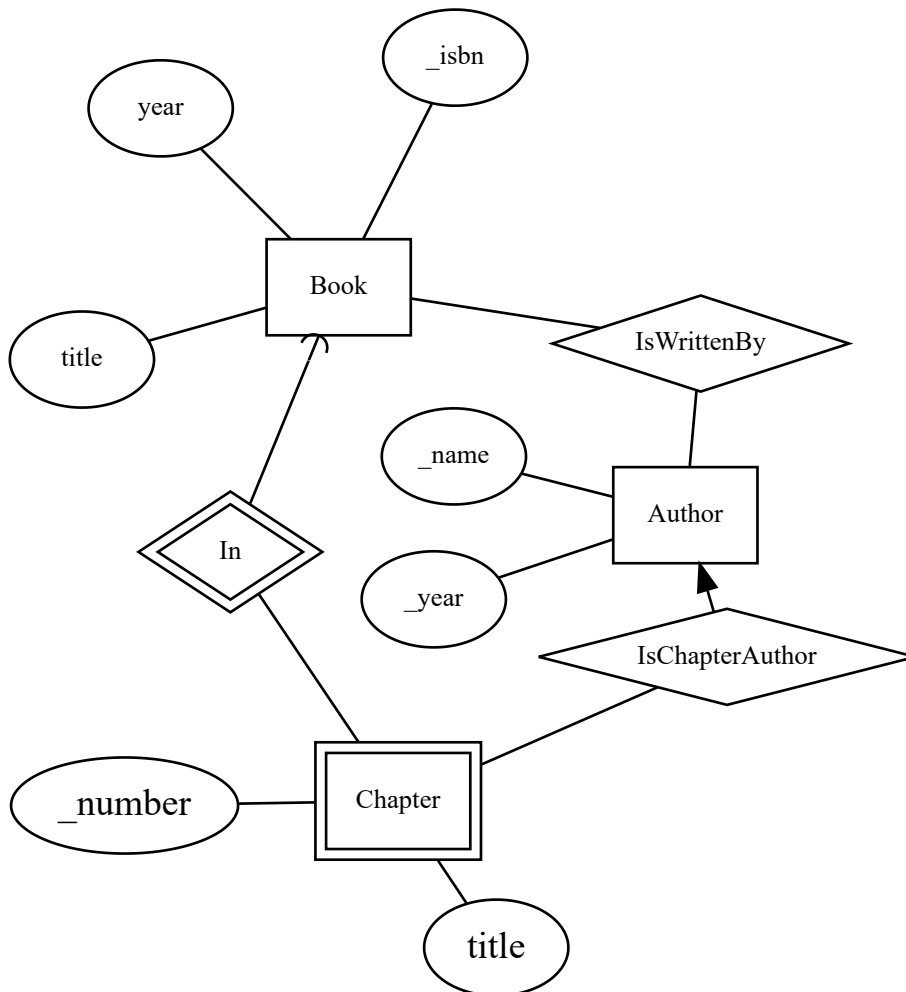 _isbn
year
Book
title
IsWrittenBy
_name
Author
In
_year
IsChapterAuthor
Chapter
_number
title